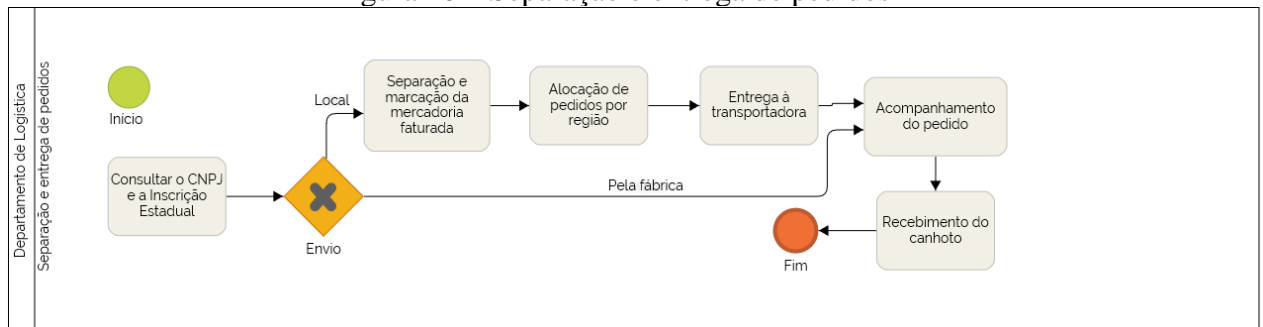 Departamento de Logística
Separação e entrega de pedidos
Início
Consultar o CNPJ
e a Inscrição
Estadual
Envio
Local
Separação e
marcação da
mercadoria
faturada
Alocação de
pedidos por
região
Entrega à
transportadora
Acompanhamento
do pedido
Pela fábrica
Recebimento do
canhoto
Fim